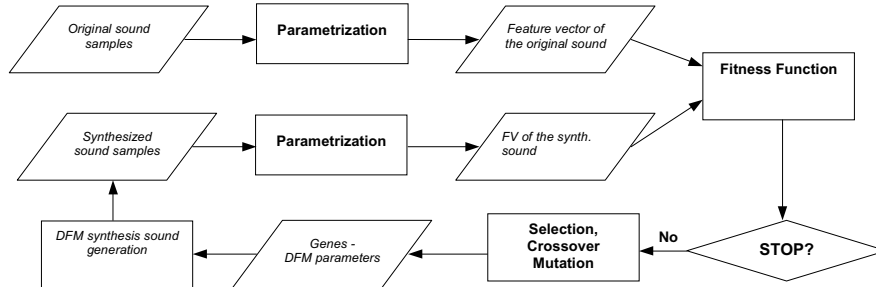 Original sound
samples
Parametrization
Feature vector of
the original sound
Fitness Function
Synthesized
sound samples
Parametrization
FV of the synth.
sound
DFM synthesis sound
generation
Genes -
DFM parameters
Selection,
Crossover
Mutation
No
STOP?